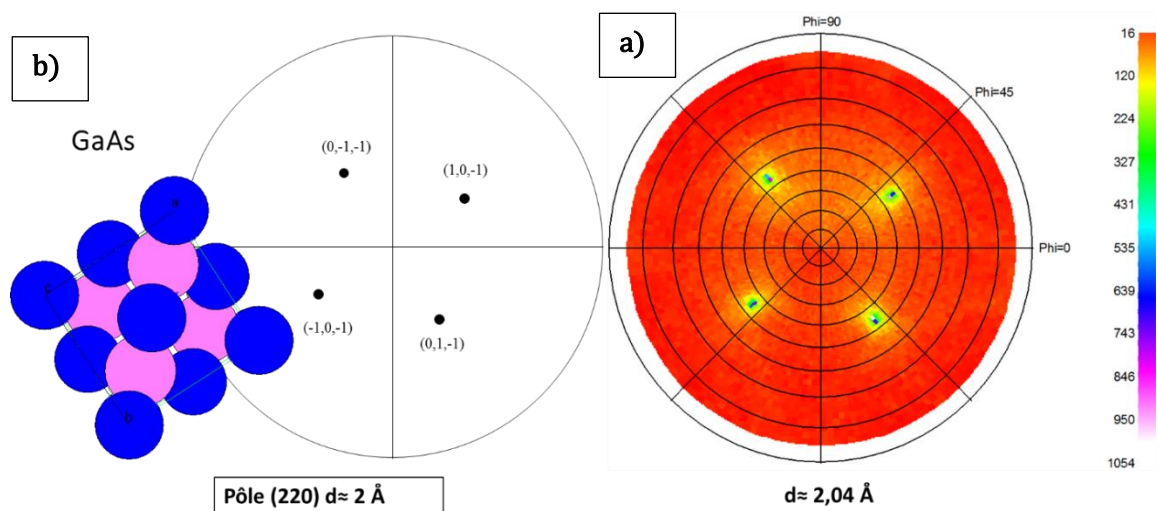 b)
GaAs
a
c
b
(0,-1,-1)
(1,0,-1)
(-1,0,-1)
(0,1,-1)
Pôle (220) d≈ 2 Å
a)
Phi=90
Phi=45
Phi=0
16
120
224
327
431
535
639
743
846
950
1054
d≈ 2,04 Å